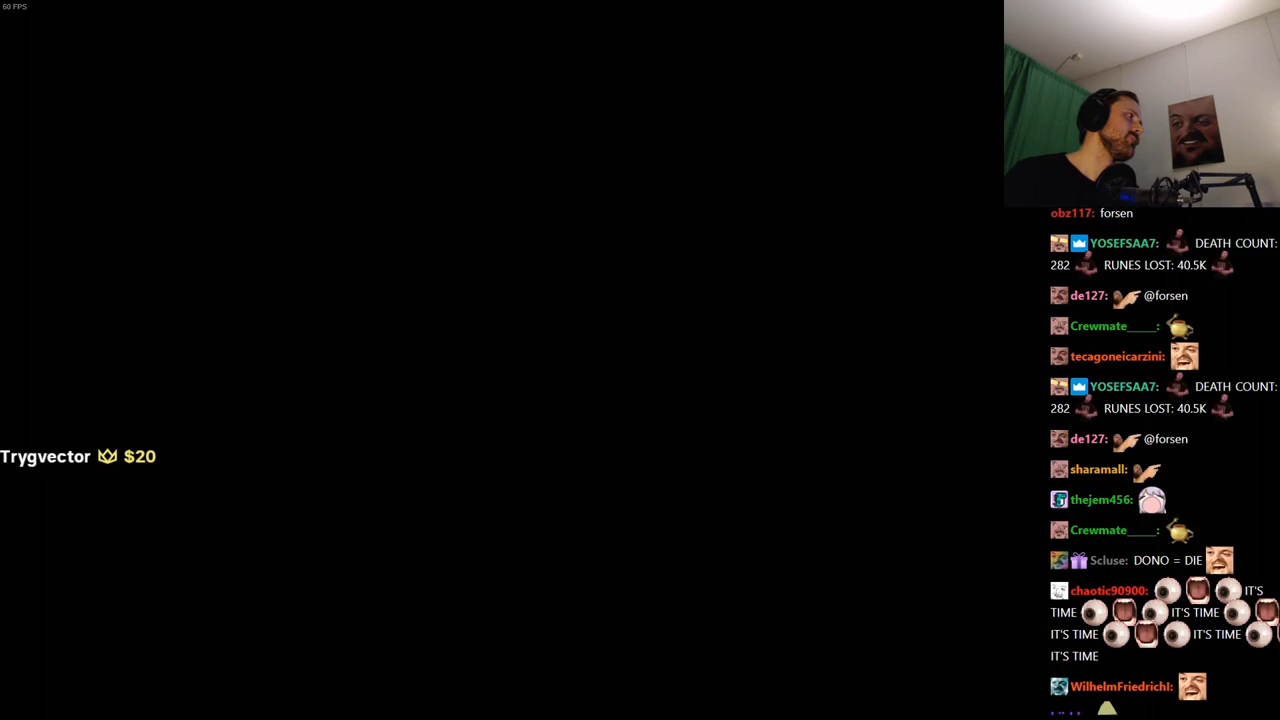 60 FPS
obz117: forsen
YOSEFSAA7: DEATH COUNT:
282 RUNES LOST: 40.5K
de127: @forsen
Crewmate_____:
tecagoneicarzini:
YOSEFSAA7: DEATH COUNT:
282 RUNES LOST: 40.5K
de127: @forsen
sharamall:
thejem456:
Crewmate_____:
Scluse: DONO = DIE
chaotic90900: IT'S
TIME IT'S TIME
IT'S TIME IT'S TIME
IT'S TIME
WilhelmFriedrichI:
Trygvector $20